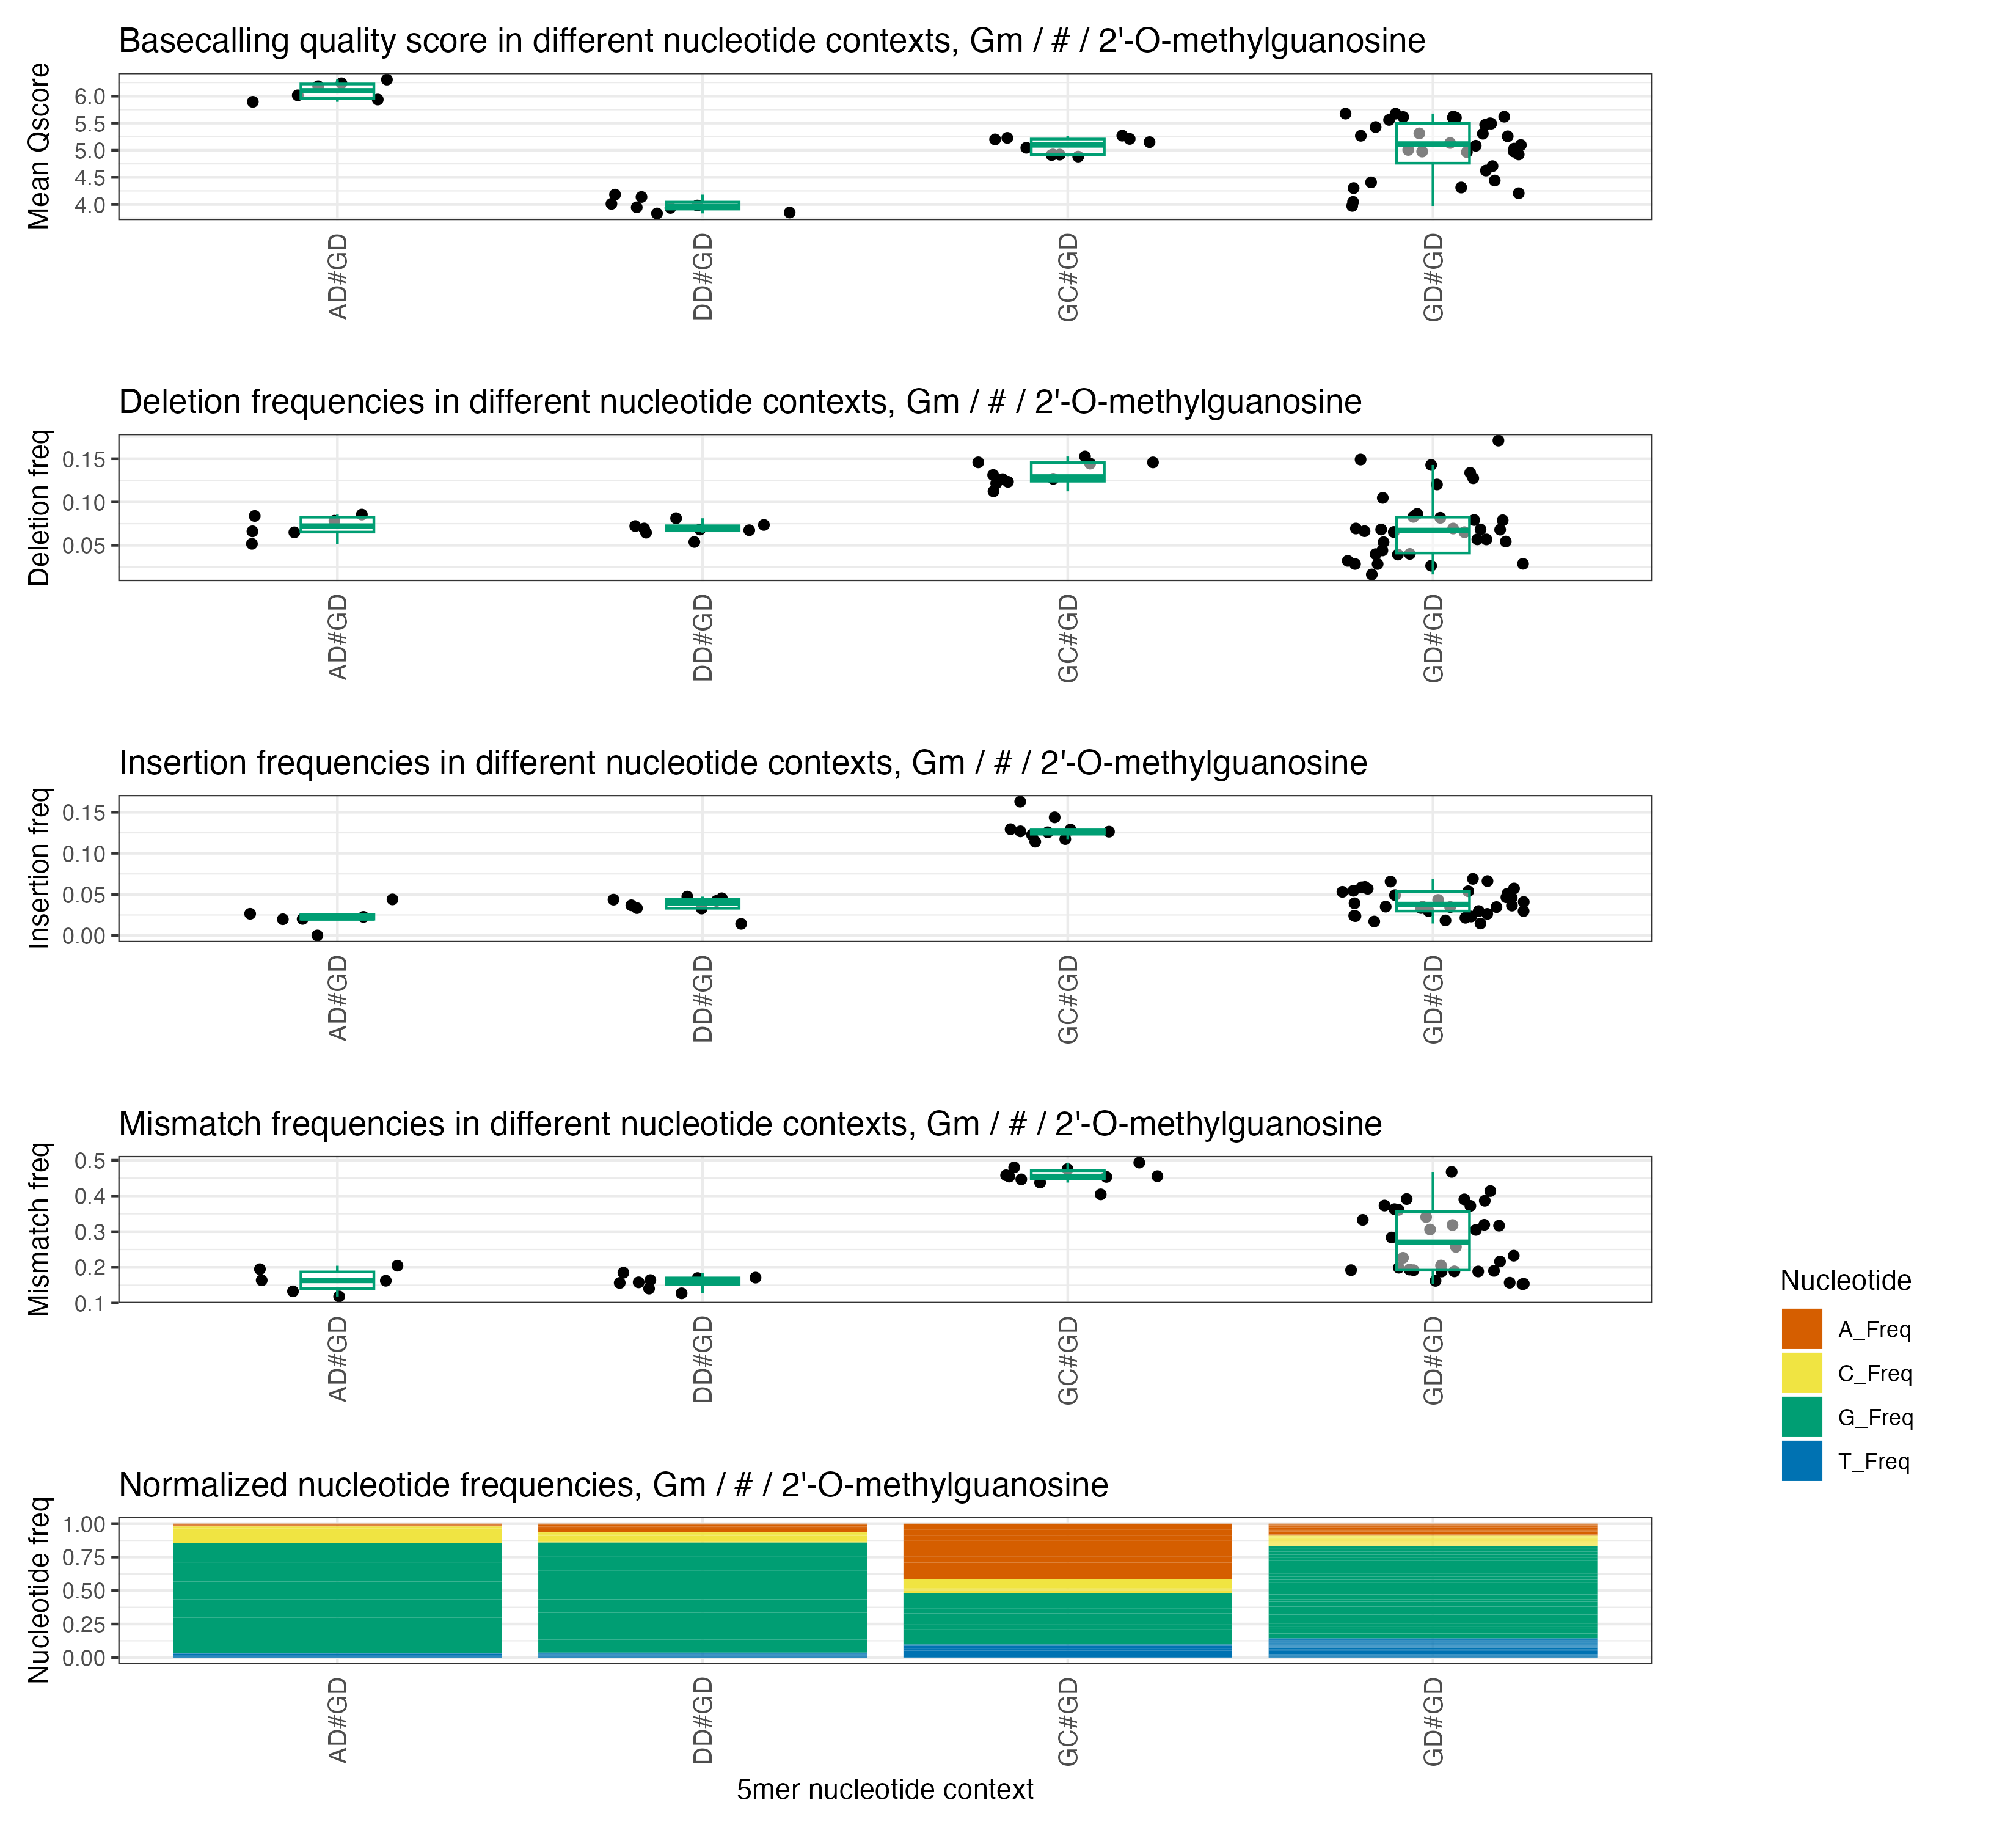 Basecalling quality score in different nucleotide contexts, Gm / # / 2'-O-methylguanosine
Mean Qscore
6.0
5.5
5.0
4.5
4.0
AD#GD
DD#GD
GC#GD
GD#GD
Deletion frequencies in different nucleotide contexts, Gm / # / 2'-O-methylguanosine
Deletion freq
0.15
0.10
0.05
AD#GD
DD#GD
GC#GD
GD#GD
Insertion frequencies in different nucleotide contexts, Gm / # / 2'-O-methylguanosine
Insertion freq
0.15
0.10
0.05
0.00
AD#GD
DD#GD
GC#GD
GD#GD
Mismatch frequencies in different nucleotide contexts, Gm / # / 2'-O-methylguanosine
Mismatch freq
0.5
0.4
0.3
0.2
0.1
AD#GD
DD#GD
GC#GD
GD#GD
Nucleotide
A_Freq
C_Freq
G_Freq
T_Freq
Normalized nucleotide frequencies, Gm / # / 2'-O-methylguanosine
Nucleotide freq
1.00
0.75
0.50
0.25
0.00
AD#GD
DD#GD
GC#GD
GD#GD
5mer nucleotide context